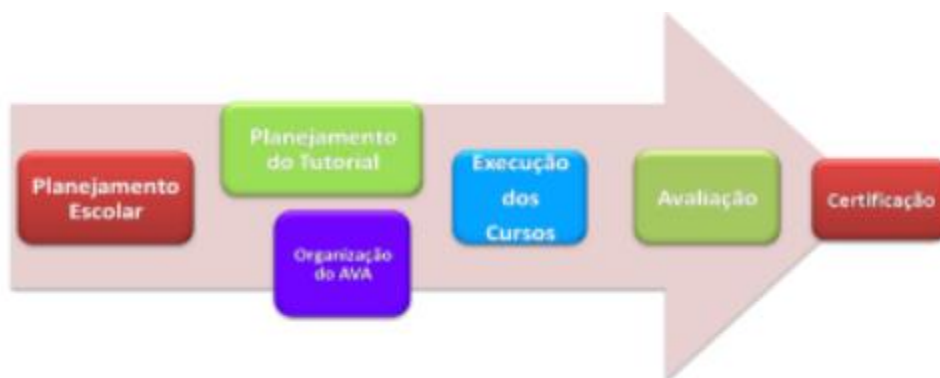 Planejamento
Escolar
Planejamento
do Tutorial
Organização
do AVA
Execução
dos
Cursos
Avaliação
Certificação